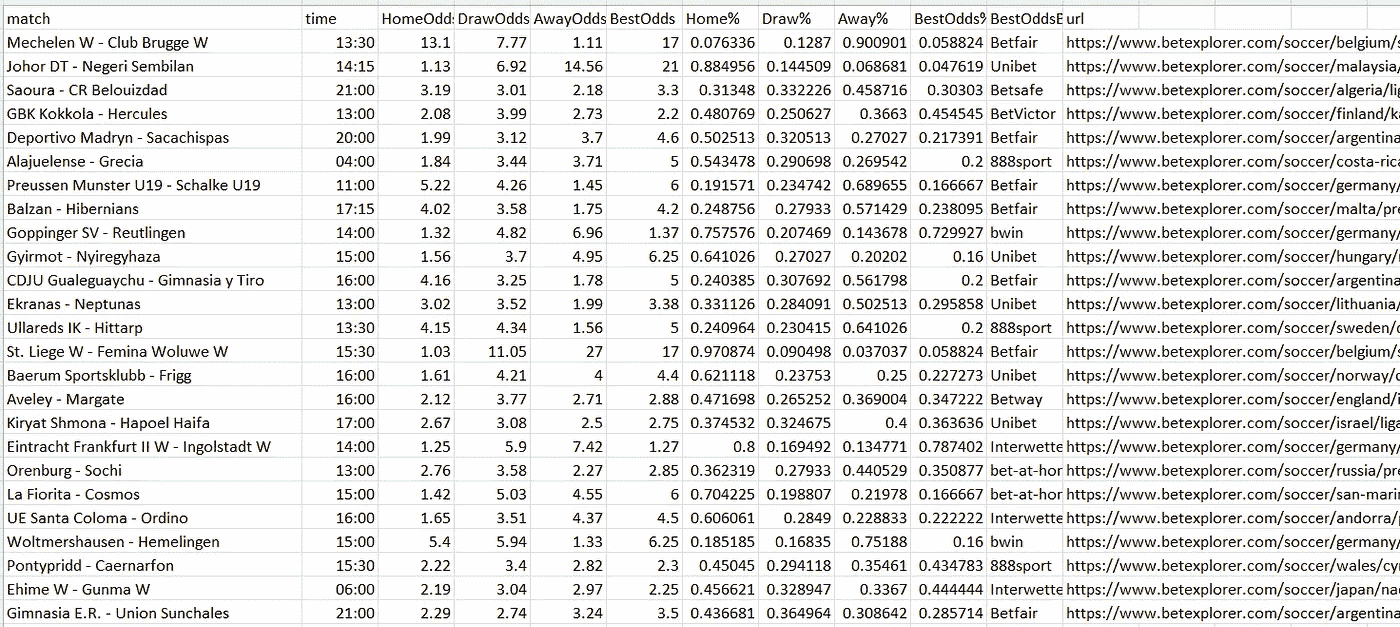 match time HomeOdds DrawOdds AwayOdds BestOdds Home% Draw% Away% BestOdds% BestOddsE url
Mechelen W - Club Brugge W 13:30 13.1 7.77 1.11 17 0.076336 0.1287 0.900901 0.058824 Betfair https://www.betexplorer.com/soccer/belgium/s
Johor DT - Negeri Sembilan 14:15 1.13 6.92 14.56 21 0.884956 0.144509 0.068681 0.047619 Unibet https://www.betexplorer.com/soccer/malaysia/
Saoura - CR Belouizdad 21:00 3.19 3.01 2.18 3.3 0.31348 0.332226 0.458716 0.30303 Betsafe https://www.betexplorer.com/soccer/algeria/lig
GBK Kokkola - Hercules 13:00 2.08 3.99 2.73 2.2 0.480769 0.250627 0.3663 0.454545 BetVictor https://www.betexplorer.com/soccer/finland/ka
Deportivo Madryn - Sacachispas 20:00 1.99 3.12 3.7 4.6 0.502513 0.320513 0.27027 0.217391 Betfair https://www.betexplorer.com/soccer/argentina
Alajuelense - Grecia 04:00 1.84 3.44 3.71 5 0.543478 0.290698 0.269542 0.2 888sport https://www.betexplorer.com/soccer/costa-rica
Preussen Munster U19 - Schalke U19 11:00 5.22 4.26 1.45 6 0.191571 0.234742 0.689655 0.166667 Betfair https://www.betexplorer.com/soccer/germany/
Balzan - Hibernians 17:15 4.02 3.58 1.75 4.2 0.248756 0.27933 0.571429 0.238095 Betfair https://www.betexplorer.com/soccer/malta/pre
Goppinger SV - Reutlingen 14:00 1.32 4.82 6.96 1.37 0.757576 0.207469 0.143678 0.729927 bwin https://www.betexplorer.com/soccer/germany/
Gyirmot - Nyiregyhaza 15:00 1.56 3.7 4.95 6.25 0.641026 0.27027 0.20202 0.16 Unibet https://www.betexplorer.com/soccer/hungary/
CDJU Gualeguaychu - Gimnasia y Tiro 16:00 4.16 3.25 1.78 5 0.240385 0.307692 0.561798 0.2 Betfair https://www.betexplorer.com/soccer/argentina
Ekranas - Neptunas 13:00 3.02 3.52 1.99 3.38 0.331126 0.284091 0.502513 0.295858 Unibet https://www.betexplorer.com/soccer/lithuania/
Ullareds IK - Hittarp 13:30 4.15 4.34 1.56 5 0.240964 0.230415 0.641026 0.2 888sport https://www.betexplorer.com/soccer/sweden/d
St. Liege W - Femina Woluwe W 15:30 1.03 11.05 27 17 0.970874 0.090498 0.037037 0.058824 Betfair https://www.betexplorer.com/soccer/belgium/s
Baerum Sportsklubb - Frigg 16:00 1.61 4.21 4 4.4 0.621118 0.23753 0.25 0.227273 Unibet https://www.betexplorer.com/soccer/norway/d
Aveley - Margate 16:00 2.12 3.77 2.71 2.88 0.471698 0.265252 0.369004 0.347222 Betway https://www.betexplorer.com/soccer/england/i
Kiryat Shmona - Hapoel Haifa 17:00 2.67 3.08 2.5 2.75 0.374532 0.324675 0.4 0.363636 Unibet https://www.betexplorer.com/soccer/israel/liga
Eintracht Frankfurt II W - Ingolstadt W 14:00 1.25 5.9 7.42 1.27 0.8 0.169492 0.134771 0.787402 Interwette https://www.betexplorer.com/soccer/germany/
Orenburg - Sochi 13:00 2.76 3.58 2.27 2.85 0.362319 0.27933 0.440529 0.350877 bet-at-hor https://www.betexplorer.com/soccer/russia/pre
La Fiorita - Cosmos 15:00 1.42 5.03 4.55 6 0.704225 0.198807 0.21978 0.166667 bet-at-hor https://www.betexplorer.com/soccer/san-marin
UE Santa Coloma - Ordino 16:00 1.65 3.51 4.37 4.5 0.606061 0.2849 0.228833 0.222222 Interwette https://www.betexplorer.com/soccer/andorra/p
Woltmershausen - Hemelingen 15:00 5.4 5.94 1.33 6.25 0.185185 0.16835 0.75188 0.16 bwin https://www.betexplorer.com/soccer/germany/
Pontypridd - Caernarfon 15:30 2.22 3.4 2.82 2.3 0.45045 0.294118 0.35461 0.434783 888sport https://www.betexplorer.com/soccer/wales/cy
Ehime W - Gunma W 06:00 2.19 3.04 2.97 2.25 0.456621 0.328947 0.3367 0.444444 Interwette https://www.betexplorer.com/soccer/japan/na
Gimnasia E.R. - Union Sunchales 21:00 2.29 2.74 3.24 3.5 0.436681 0.364964 0.308642 0.285714 Betfair https://www.betexplorer.com/soccer/argentina